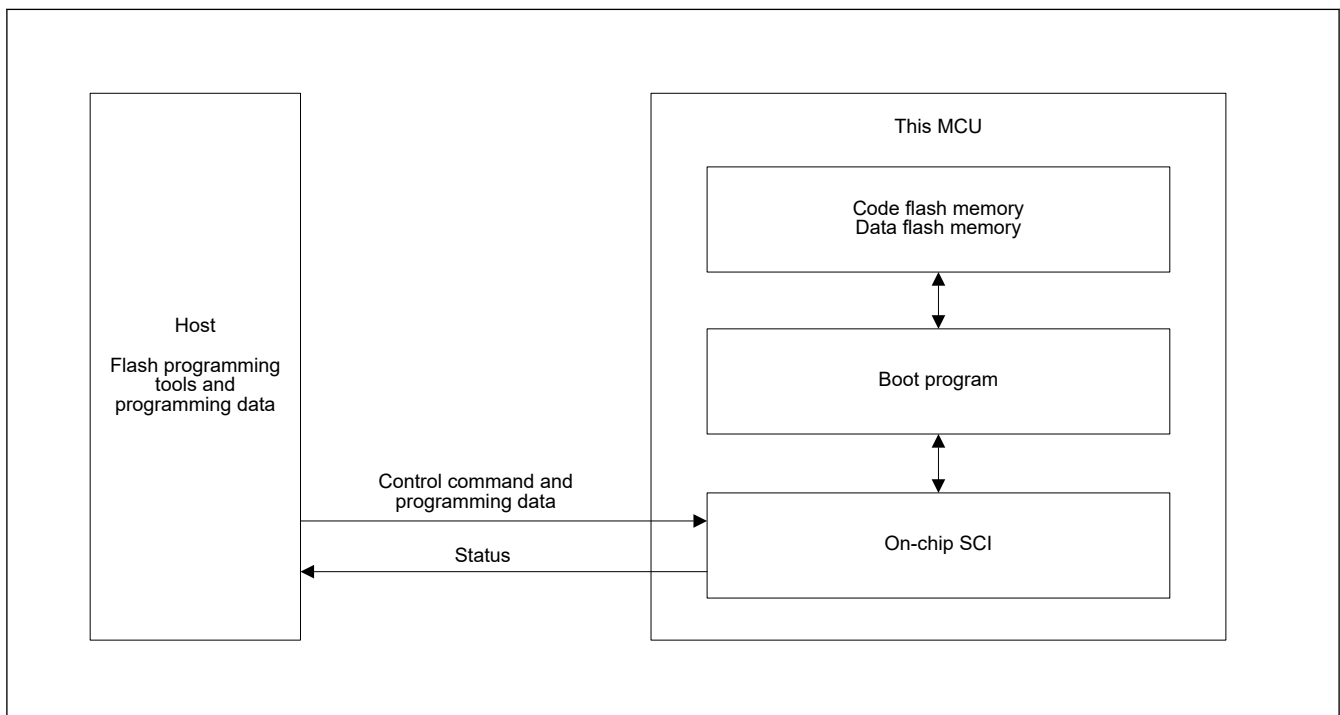 This MCU
Code flash memory
Data flash memory
Host
Flash programming
tools and
programming data
Boot program
Control command and
programming data
On-chip SCI
Status